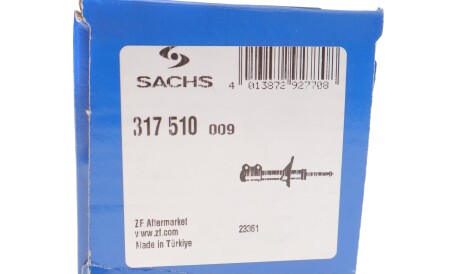 SACHS
4 013872 927708
317 510 009
ZF Aftermarket
www.zf.com
Made in Türkiye
23361